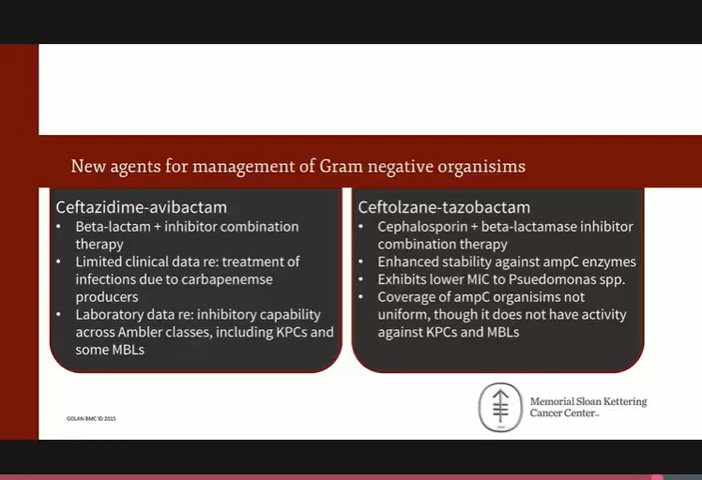 New agents for management of Gram negative organisims
Ceftazidime-avibactam
• Beta-lactam + inhibitor combination
therapy
• Limited clinical data re: treatment of
infections due to carbapenemse
producers
• Laboratory data re: inhibitory capability
across Ambler classes, including KPCs and
some MBLs
Ceftolzane-tazobactam
• Cephalosporin + beta-lactamase inhibitor
combination therapy
• Enhanced stability against ampC enzymes
• Exhibits lower MIC to Psuedomonas spp.
• Coverage of ampC organisims not
uniform, though it does not have activity
against KPCs and MBLs
GOLAN BMC ID 2015
Memorial Sloan Kettering
Cancer Center